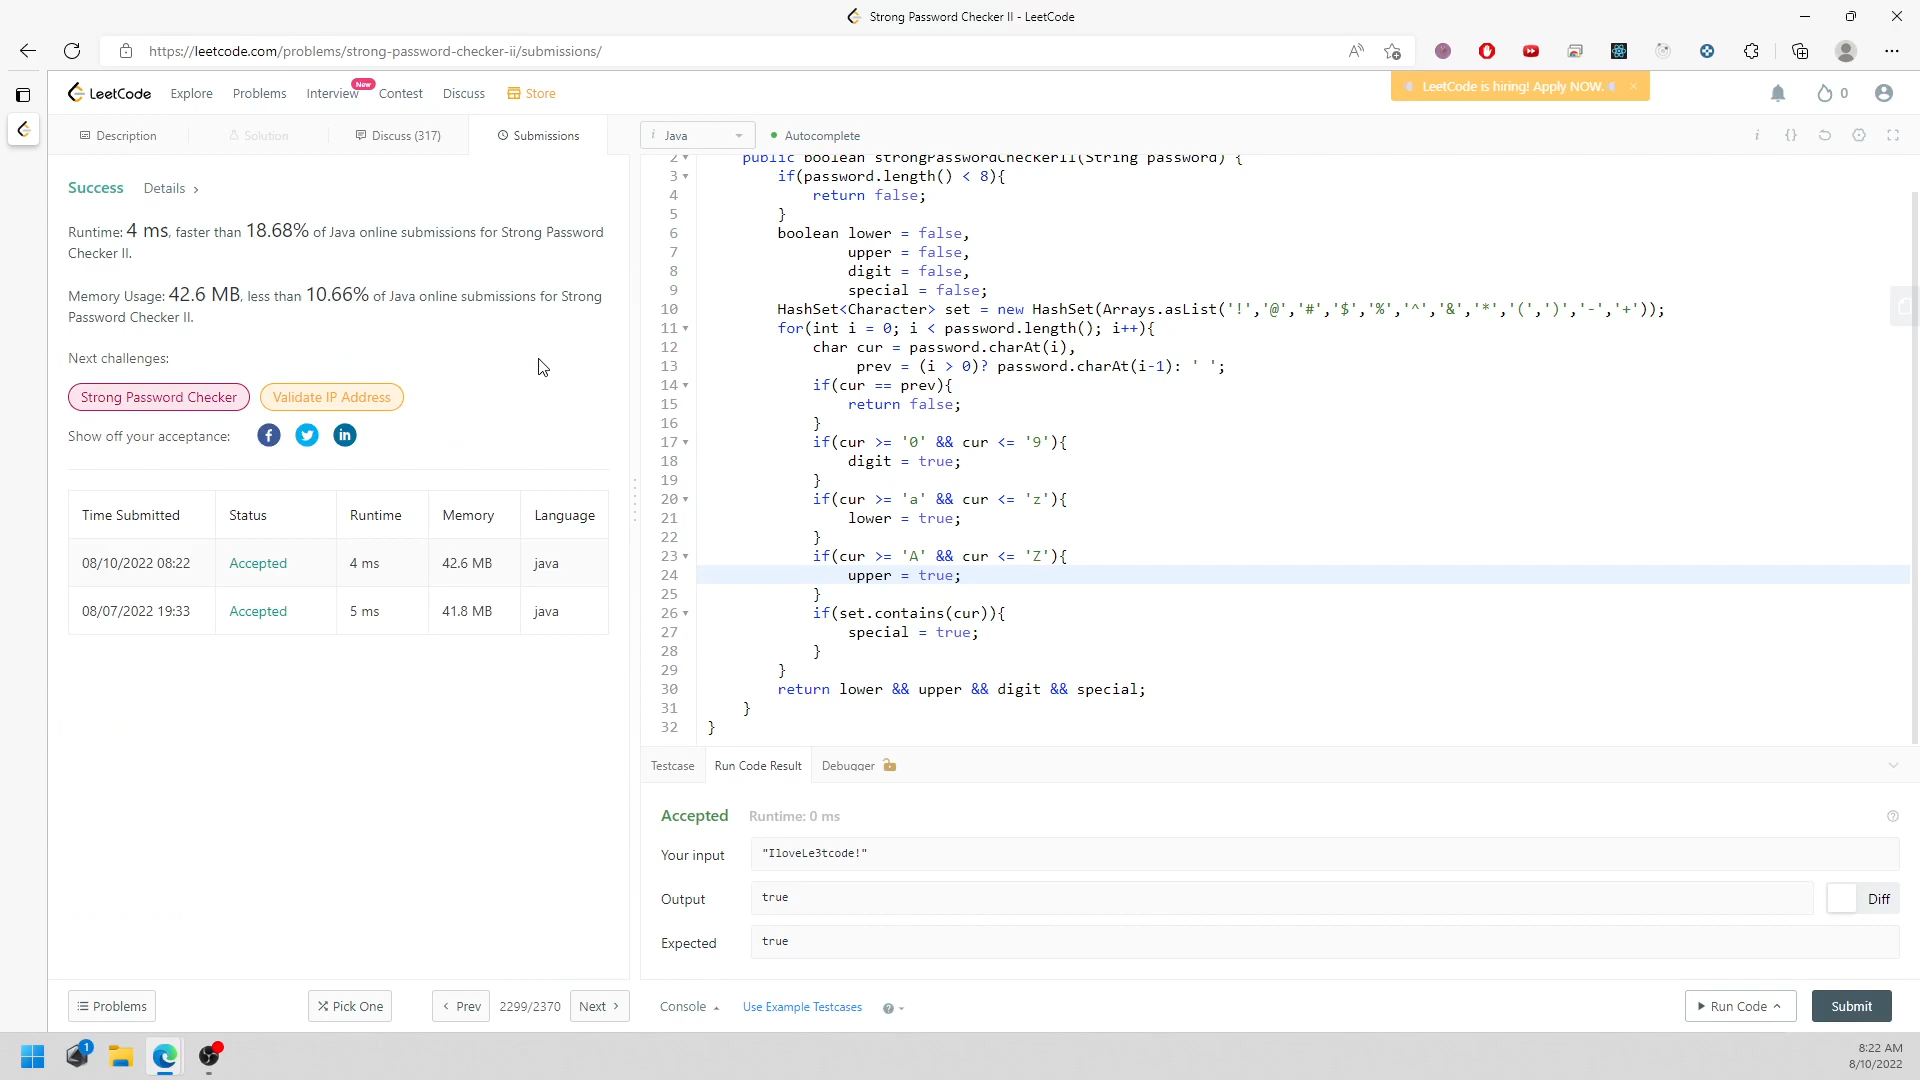 Strong Password Checker II - LeetCode
https://leetcode.com/problems/strong-password-checker-ii/submissions/
LeetCode
Explore
Problems
Interview
New
Contest
Discuss
Store
LeetCode is hiring! Apply NOW.
0
Description
Solution
Discuss (317)
Submissions
i Java
Autocomplete
Success
Details >
Runtime: 4 ms, faster than 18.68% of Java online submissions for Strong Password
Checker II.
Memory Usage: 42.6 MB, less than 10.66% of Java online submissions for Strong
Password Checker II.
Next challenges:
Strong Password Checker
Validate IP Address
Show off your acceptance:
Time Submitted Status Runtime Memory Language
08/10/2022 08:22 Accepted 4 ms 42.6 MB java
08/07/2022 19:33 Accepted 5 ms 41.8 MB java
2 public boolean strongPasswordCheckerII(String password) {
3 if(password.length() < 8){
4 return false;
5 }
6 boolean lower = false,
7 upper = false,
8 digit = false,
9 special = false;
10 HashSet<Character> set = new HashSet(Arrays.asList('!','@','#','$','%','^','&','*','(',')','-','+'));
11 for(int i = 0; i < password.length(); i++){
12 char cur = password.charAt(i),
13 prev = (i > 0)? password.charAt(i-1): ' ';
14 if(cur == prev){
15 return false;
16 }
17 if(cur >= '0' && cur <= '9'){
18 digit = true;
19 }
20 if(cur >= 'a' && cur <= 'z'){
21 lower = true;
22 }
23 if(cur >= 'A' && cur <= 'Z'){
24 upper = true;
25 }
26 if(set.contains(cur)){
27 special = true;
28 }
29 }
30 return lower && upper && digit && special;
31 }
32 }
Testcase
Run Code Result
Debugger
Accepted
Runtime: 0 ms
Your input
"IloveLe3tcode!"
Output
true
Diff
Expected
true
Problems
Pick One
Prev
2299/2370
Next
Console
Use Example Testcases
Run Code
Submit
1
8:22 AM
8/10/2022